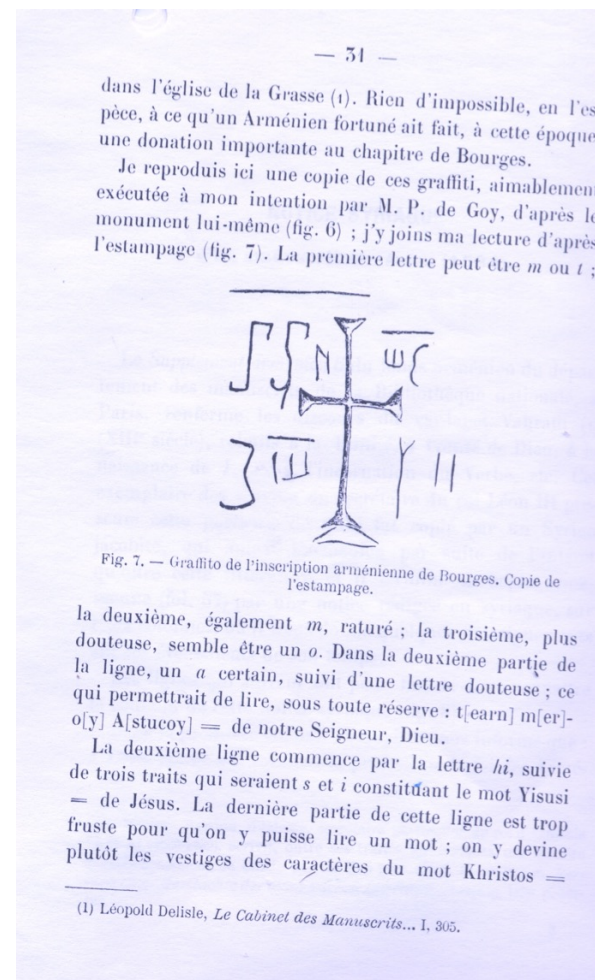 — 31 —
dans l'église de la Grasse (1). Rien d'impossible, en l'es
pèce, à ce qu'un Arménien fortuné ait fait, à cette époque
une donation importante au chapitre de Bourges.
Je reproduis ici une copie de ces graffiti, aimablement
exécutée à mon intention par M. P. de Goy, d'après le
monument lui-même (fig. 6) ; j'y joins ma lecture d'après
l'estampage (fig. 7). La première lettre peut être m ou t ;
Fig. 7. — Graffito de l'inscription arménienne de Bourges. Copie de
l'estampage.
la deuxième, également m, raturé ; la troisième, plus
douteuse, semble être un o. Dans la deuxième partie de
la ligne, un a certain, suivi d'une lettre douteuse ; ce
qui permettrait de lire, sous toute réserve : t[earn] m[er]-
o[y] A[stucoy] = de notre Seigneur, Dieu.
La deuxième ligne commence par la lettre hi, suivie
de trois traits qui seraient s et i constituant le mot Yisusi
= de Jésus. La dernière partie de cette ligne est trop
fruste pour qu'on y puisse lire un mot ; on y devine
plutôt les vestiges des caractères du mot Khristos =
(1) Léopold Delisle, Le Cabinet des Manuscrits... I, 305.